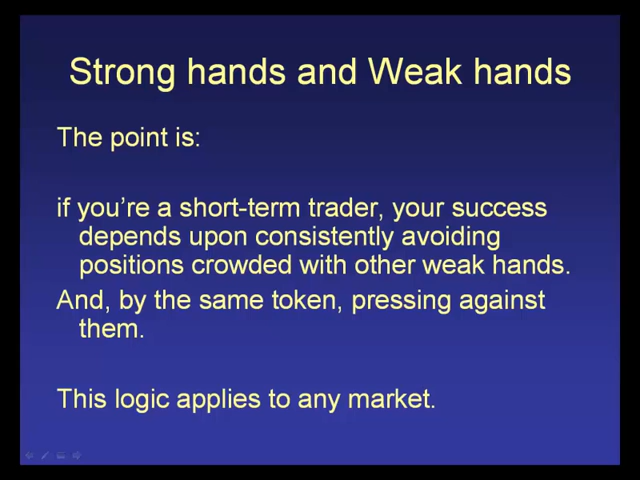 Strong hands and Weak hands
The point is:
if you’re a short-term trader, your success
depends upon consistently avoiding
positions crowded with other weak hands.
And, by the same token, pressing against
them.
This logic applies to any market.